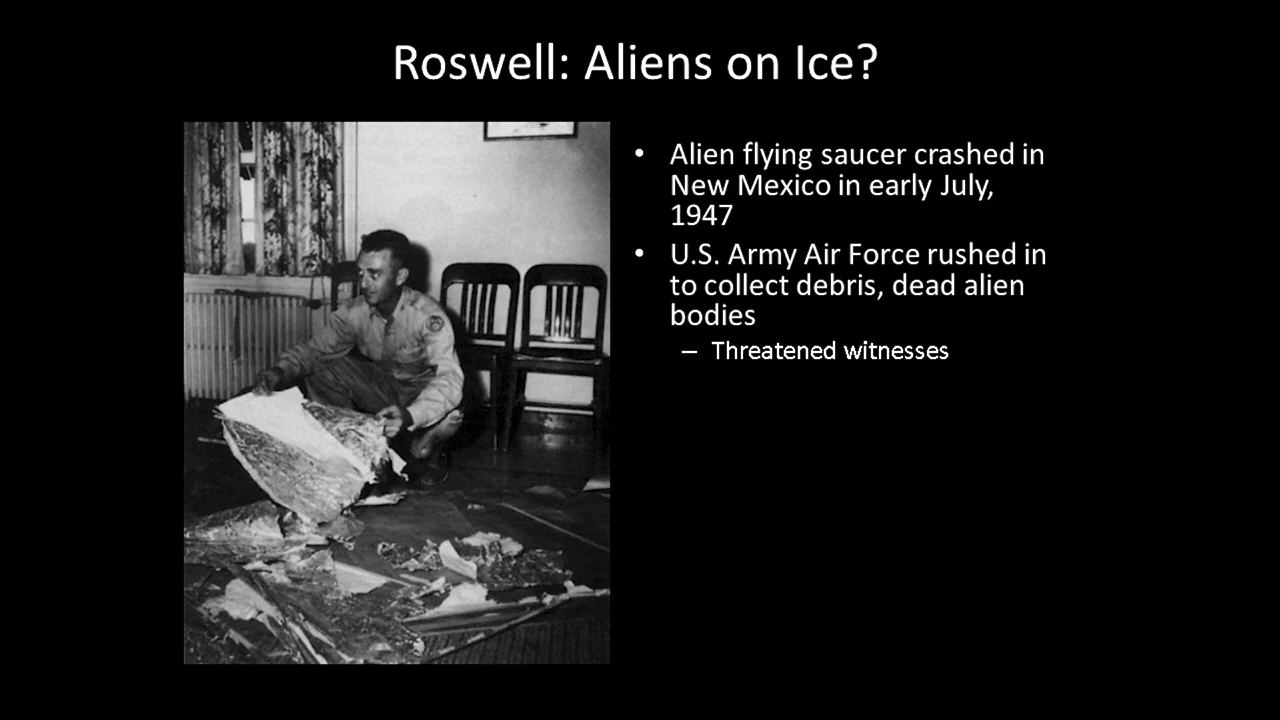 Roswell: Aliens on Ice?
• Alien flying saucer crashed in
New Mexico in early July,
1947
• U.S. Army Air Force rushed in
to collect debris, dead alien
bodies
– Threatened witnesses